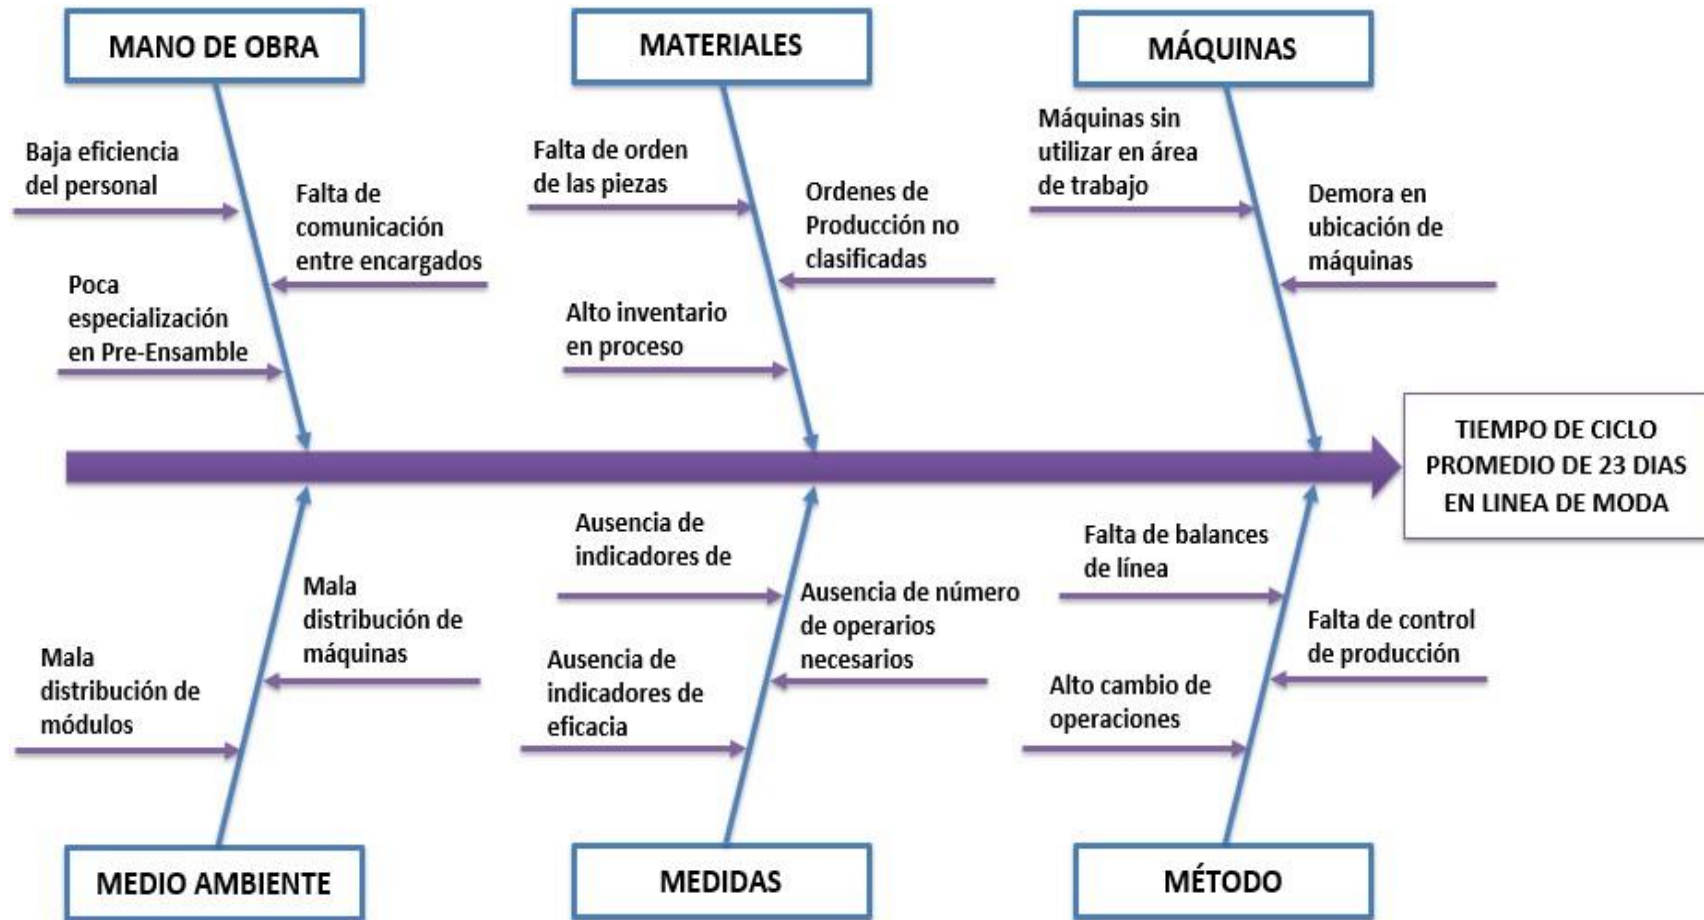 MANO DE OBRA
MATERIALES
MÁQUINAS
Baja eficiencia
del personal
Falta de
comunicación
entre encargados
Poca
especialización
en Pre-Ensamble
Falta de orden
de las piezas
Ordenes de
Producción no
clasificadas
Alto inventario
en proceso
Máquinas sin
utilizar en área
de trabajo
Demora en
ubicación de
máquinas
TIEMPO DE CICLO
PROMEDIO DE 23 DIAS
EN LINEA DE MODA
Mala
distribución de
máquinas
Mala
distribución de
módulos
Ausencia de
indicadores de
Ausencia de número
de operarios
necesarios
Ausencia de
indicadores de
eficacia
Falta de balances
de línea
Falta de control
de producción
Alto cambio de
operaciones
MEDIO AMBIENTE
MEDIDAS
MÉTODO